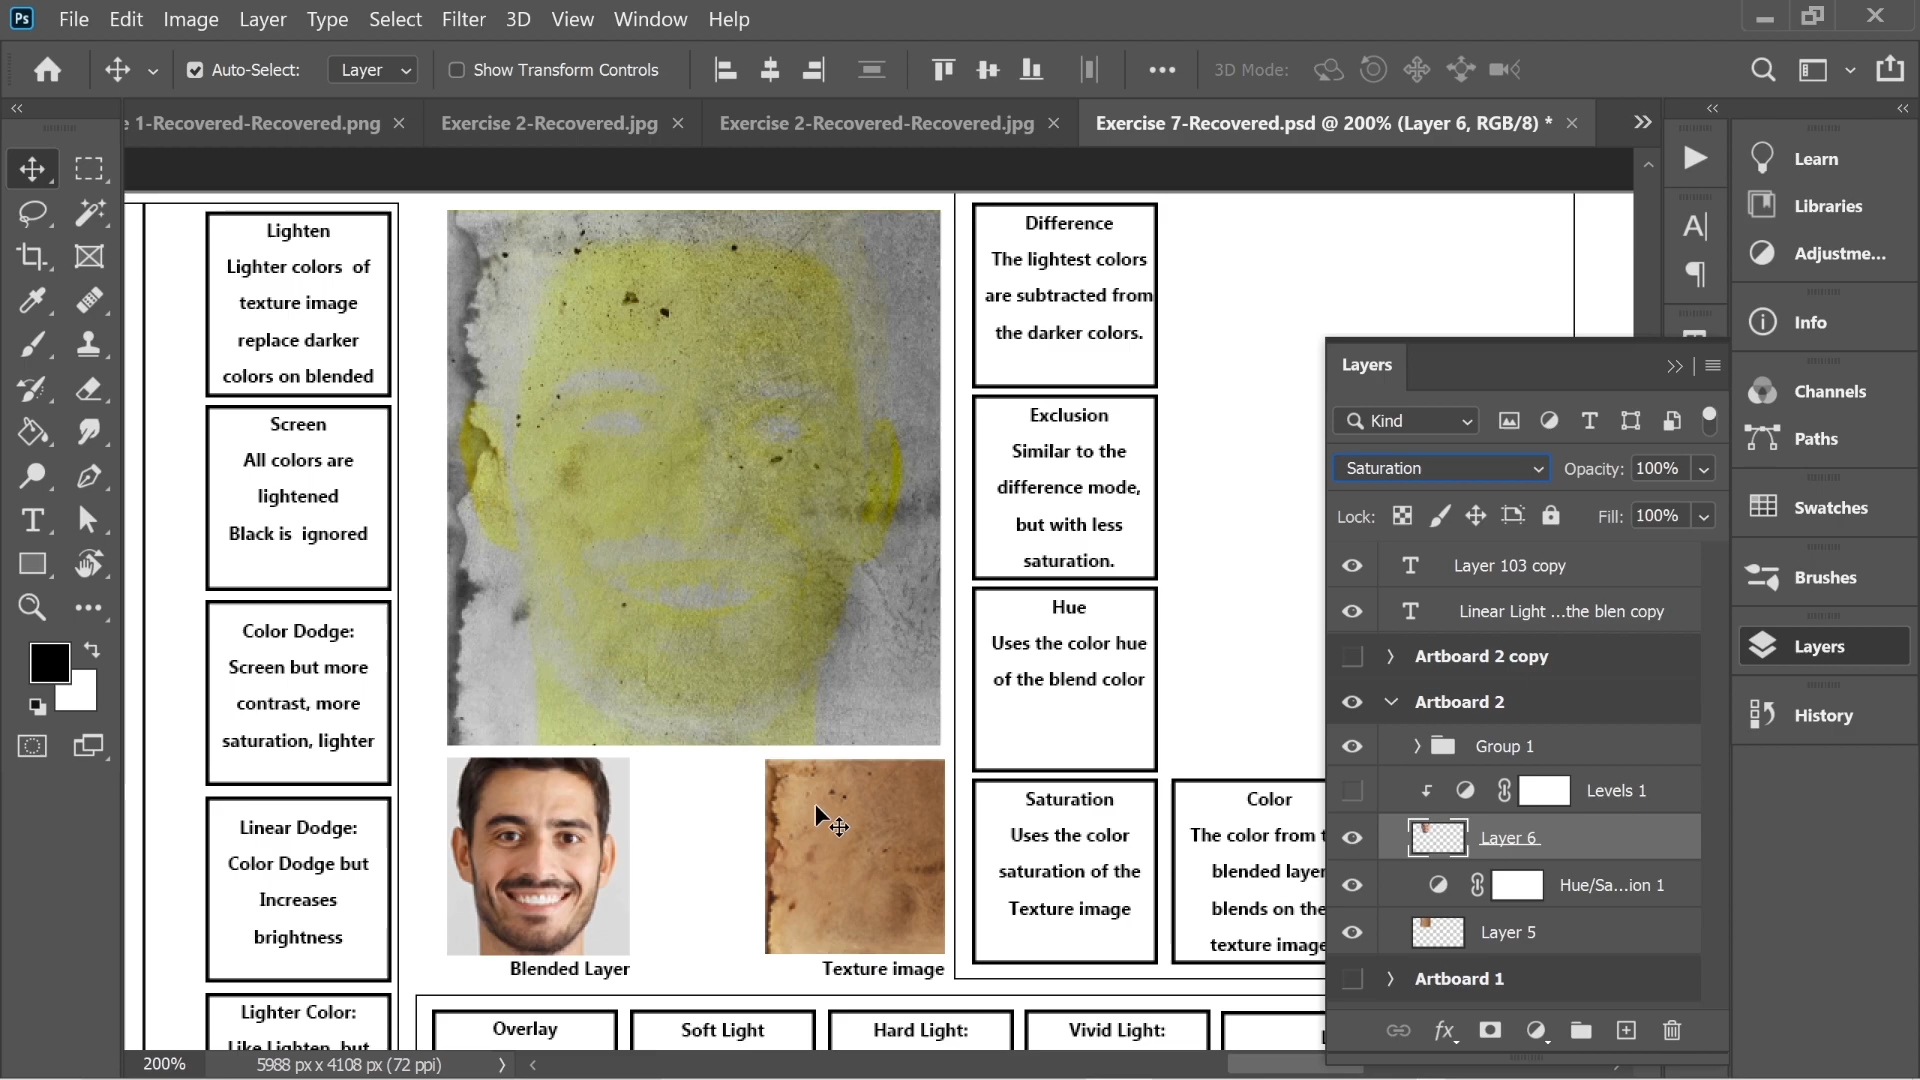 Ps File Edit Image Layer Type Select Filter 3D View Window Help
Auto-Select: Layer Show Transform Controls 3D Mode:
e 1-Recovered-Recovered.png Exercise 2-Recovered.jpg Exercise 2-Recovered-Recovered.jpg Exercise 7-Recovered.psd @ 200% (Layer 6, RGB/8) *
Lighten
Lighter colors of
texture image
replace darker
colors on blended
Screen
All colors are
lightened
Black is ignored
Color Dodge:
Screen but more
contrast, more
saturation, lighter
Linear Dodge:
Color Dodge but
Increases
brightness
Lighter Color:
Like Lighten, but
Blended Layer
Texture image
Difference
The lightest colors
are subtracted from
the darker colors.
Exclusion
Similar to the
difference mode,
but with less
saturation.
Hue
Uses the color hue
of the blend color
Saturation
Uses the color
saturation of the
Texture image
Color
The color from t
blended layer
blends on the
texture image
Overlay
Soft Light
Hard Light:
Vivid Light:
L
Layers
Kind
Saturation Opacity: 100%
Lock: Fill: 100%
Layer 103 copy
Linear Light ...the blen copy
Artboard 2 copy
Artboard 2
Group 1
Levels 1
Layer 6
Hue/Sa...ion 1
Layer 5
Artboard 1
fx
Learn
Libraries
Adjustme...
Info
Channels
Paths
Swatches
Brushes
Layers
History
200% 5988 px x 4108 px (72 ppi)